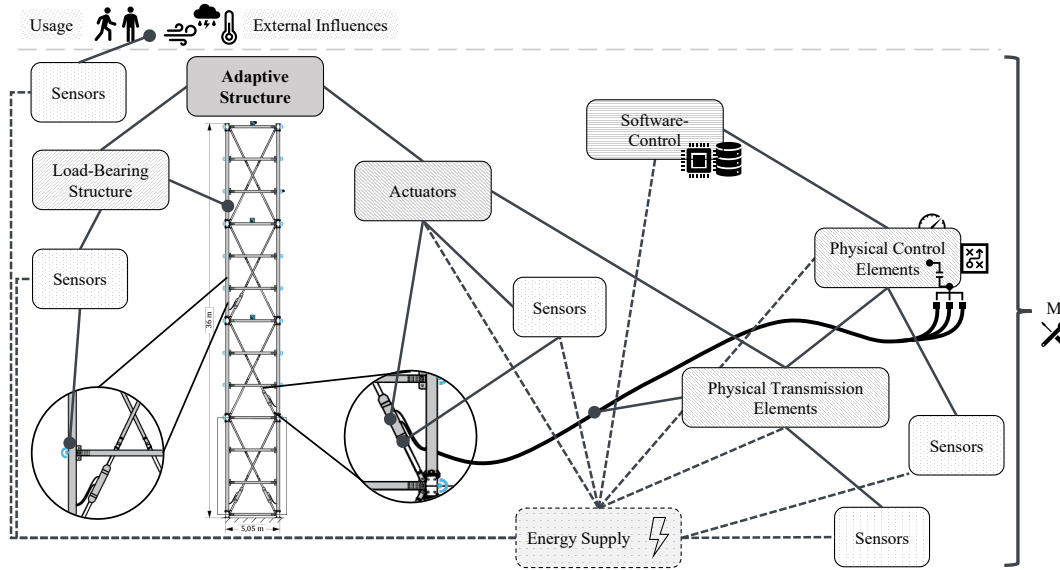 Usage
External Influences
Sensors
Adaptive
Structure
Software-
Control
Load-Bearing
Structure
Actuators
Physical Control
Elements
Sensors
Sensors
36 m
M
Physical Transmission
Elements
Sensors
5,05 m
Energy Supply
Sensors